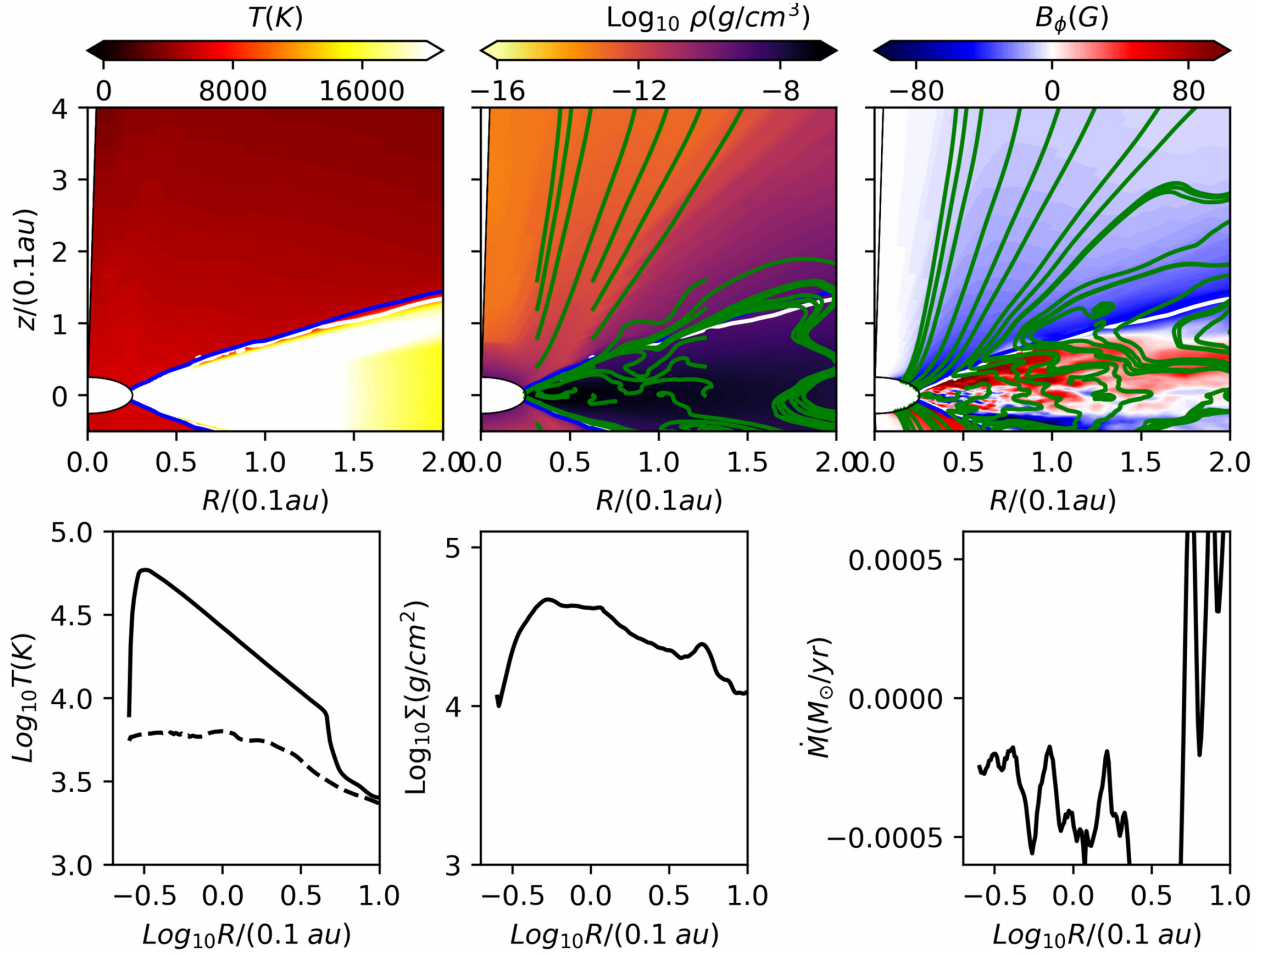 T(K)
Log₁₀ ρ(g/cm³)
B_ϕ(G)
0 8000 16000
−16 −12 −8
−80 0 80
4
3
2
1
0
z/(0.1au)
0.0 0.5 1.0 1.5 2.0
0.0 0.5 1.0 1.5 2.0
0.0 0.5 1.0 1.5 2.0
R/(0.1au)
R/(0.1au)
R/(0.1au)
5.0
4.5
4.0
3.5
3.0
Log₁₀T(K)
−0.5 0.0 0.5 1.0
Log₁₀R/(0.1 au)
5
4
3
Log₁₀Σ(g/cm²)
−0.5 0.0 0.5 1.0
Log₁₀R/(0.1 au)
0.0005
0.0000
−0.0005
Ṁ(M_⊙/yr)
−0.5 0.0 0.5 1.0
Log₁₀R/(0.1 au)